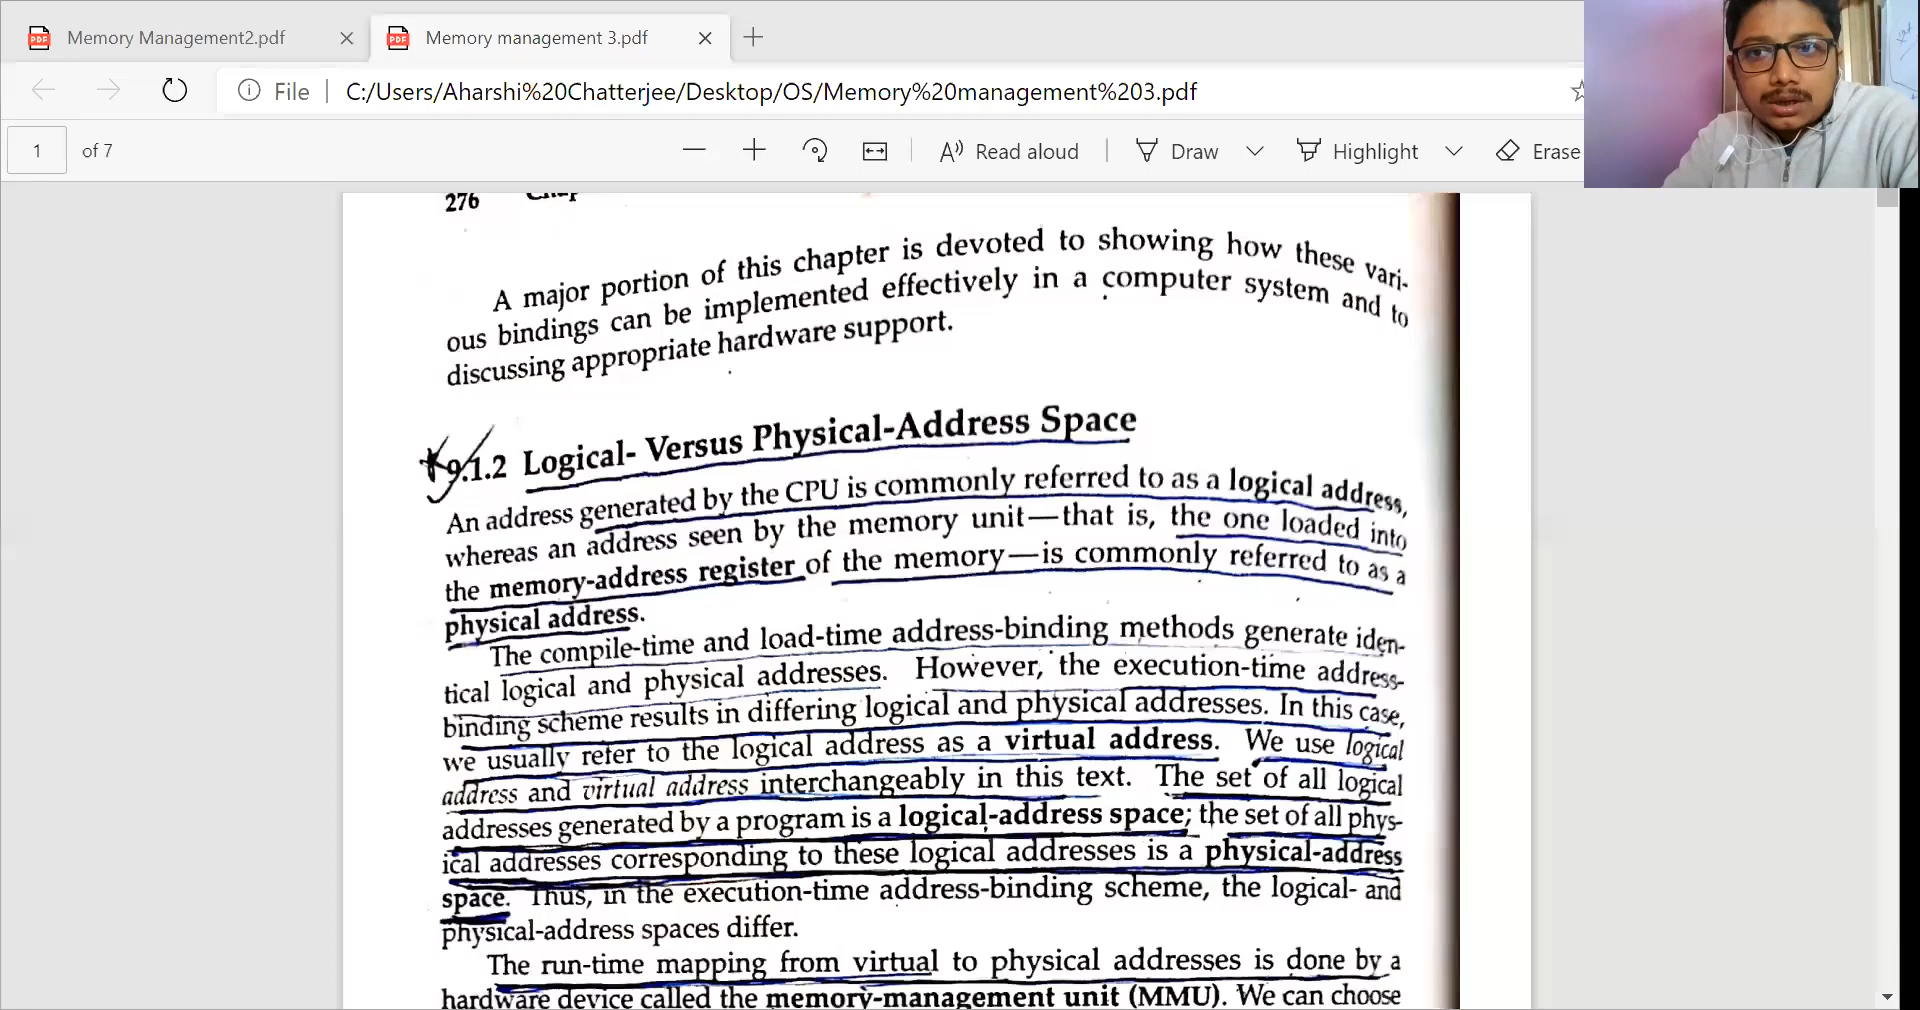 Memory Management2.pdf
Memory management 3.pdf
File
C:/Users/Aharshi%20Chatterjee/Desktop/OS/Memory%20management%203.pdf
1 of 7
Read aloud
Draw
Highlight
Erase
276
A major portion of this chapter is devoted to showing how these vari-
ous bindings can be implemented effectively in a computer system and to
discussing appropriate hardware support.
9.1.2 Logical- Versus Physical-Address Space
An address generated by the CPU is commonly referred to as a logical address,
whereas an address seen by the memory unit—that is, the one loaded into
the memory-address register of the memory—is commonly referred to as a
physical address.
The compile-time and load-time address-binding methods generate iden-
tical logical and physical addresses. However, the execution-time address-
binding scheme results in differing logical and physical addresses. In this case,
we usually refer to the logical address as a virtual address. We use logical
address and virtual address interchangeably in this text. The set of all logical
addresses generated by a program is a logical-address space; the set of all phys-
ical addresses corresponding to these logical addresses is a physical-address
space. Thus, in the execution-time address-binding scheme, the logical- and
physical-address spaces differ.
The run-time mapping from virtual to physical addresses is done by a
hardware device called the memory-management unit (MMU). We can choose